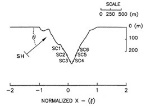 SCALE
0 250 500 m
0
100
200
SH
SC1
SC2
SC3
SC4
SC5
SC6
-2 -1 0 1 2
NORMALIZED X - (ξ)